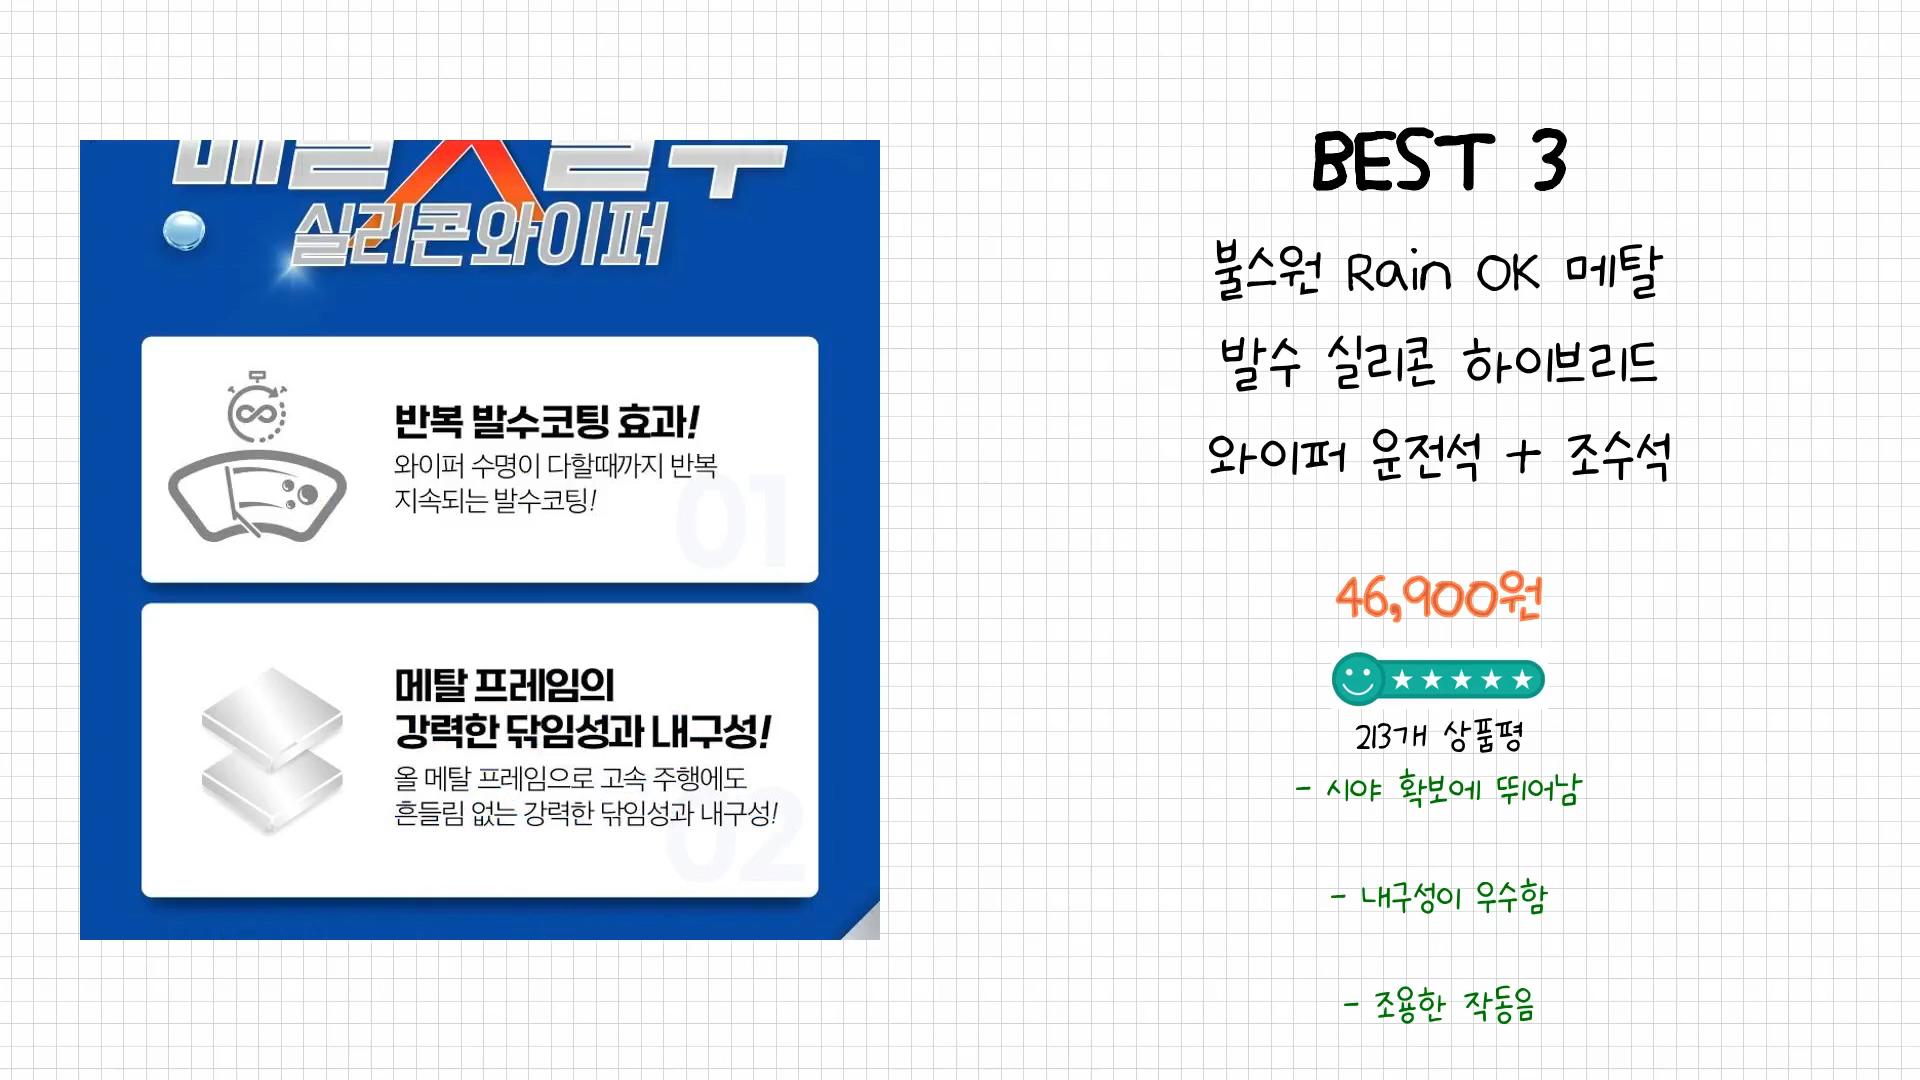 메탈X발수
실리콘와이퍼
반복 발수코팅 효과!
와이퍼 수명이 다할때까지 반복
지속되는 발수코팅!
01
메탈 프레임의
강력한 닦임성과 내구성!
올 메탈 프레임으로 고속 주행에도
흔들림 없는 강력한 닦임성과 내구성!
02
BEST 3
불스원 Rain OK 메탈
발수 실리콘 하이브리드
와이퍼 운전석 + 조수석
46,900원
213개 상품평
- 시야 확보에 뛰어남
- 내구성이 우수함
- 조용한 작동음